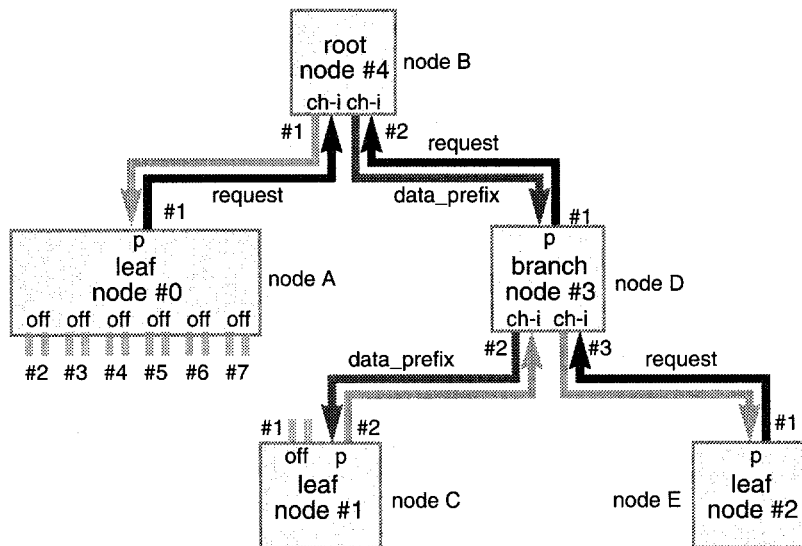 root
node #4
node B
ch-i ch-i
#1
#2
request
request
data_prefix
#1
#1
p
leaf
node #0
node A
off off off off off off
#2 #3 #4 #5 #6 #7
p
branch
node #3
node D
ch-i ch-i
#2
#3
data_prefix
request
#1
#2
#1
off p
leaf
node #1
node C
p
leaf
node #2
node E